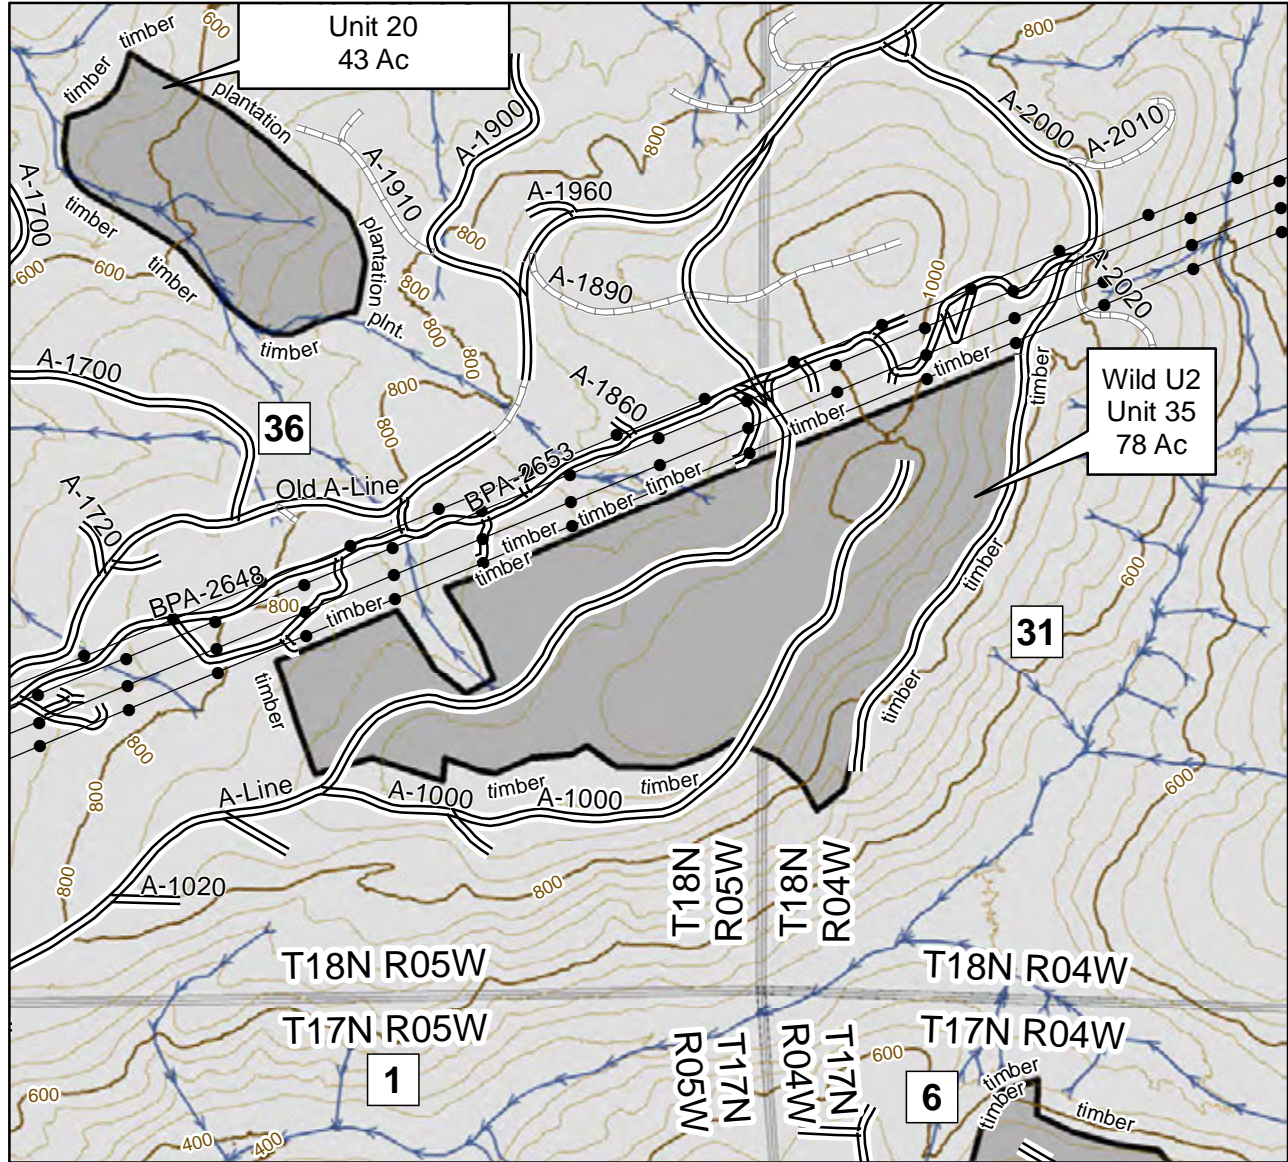 Unit 20
43 Ac
600
800
timber
timber
plantation
A-1900
A-2000
A-2010
800
A-1910
A-1960
A-1700
timber
plantation
800
600
600
timber
800
A-1890
1000
A-2020
plnt.
800
timber
800
A-1700
800
A-1860
timber
timber
Wild U2
Unit 35
78 Ac
36
800
timber
BPA-2653
Old A-Line
timber
timber
timber
timber
A-1720
timber
600
BPA-2648
800
timber
31
timber
timber
800
800
A-Line
A-1000
timber
A-1000
timber
600
800
A-1020
800
T18N
R05W
T18N
R04W
T18N R05W
T18N R04W
T17N R05W
T17N R04W
R05W
T17N
R04W
T17N
600
1
6
timber
timber
timber
600
400
400